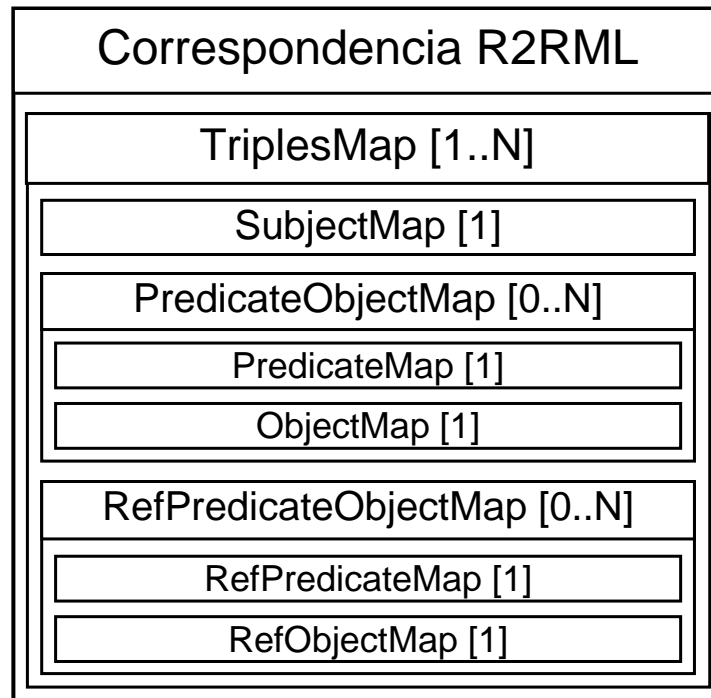 Correspondencia R2RML
TriplesMap [1..N]
SubjectMap [1]
PredicateObjectMap [0..N]
PredicateMap [1]
ObjectMap [1]
RefPredicateObjectMap [0..N]
RefPredicateMap [1]
RefObjectMap [1]